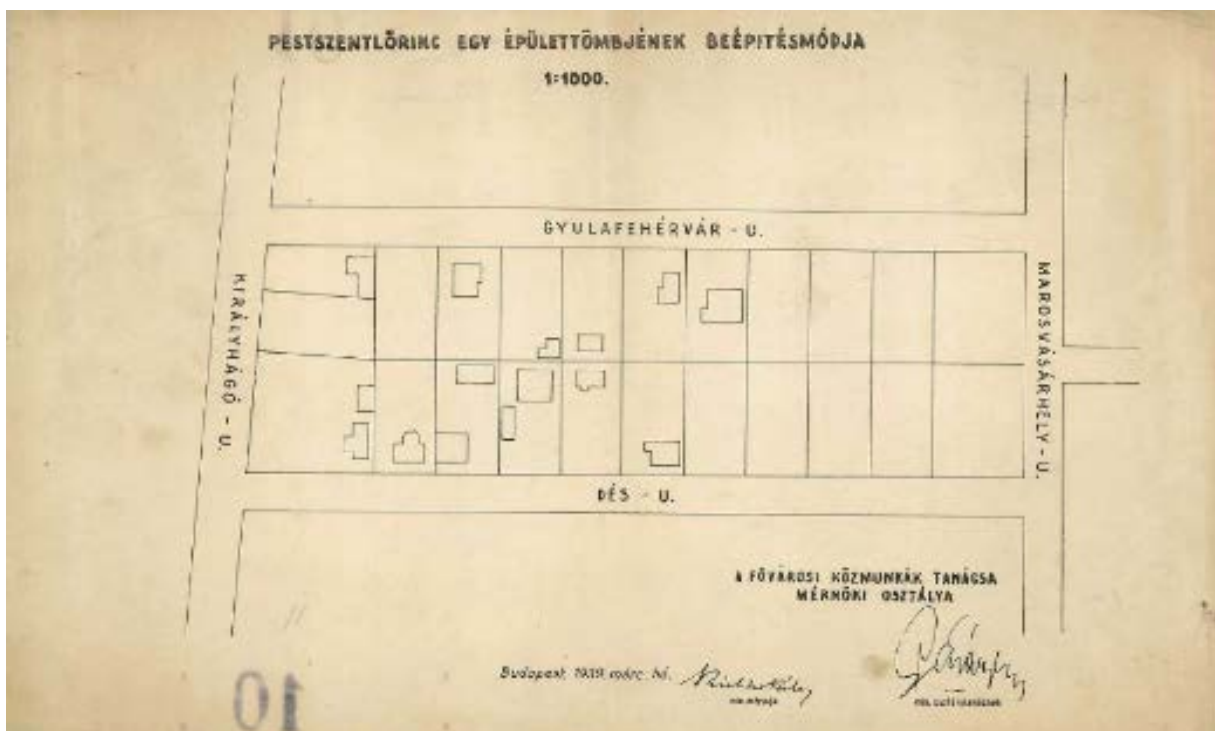 PESTSZENTLŐRINC EGY ÉPÜLETTÖMBJÉNEK BEÉPITÉSMÓDJA
1:1000.
GYULAFEHÉRVÁR - U.
KIRÁLYHÁGÓ - U.
MAROSVÁSÁRHELY - U.
DÉS - U.
A FŐVÁROSI KÖZMUNKÁK TANÁCSA
MÉRNÖKI OSZTÁLYA
Budapest, 1939. márc. hó.
10